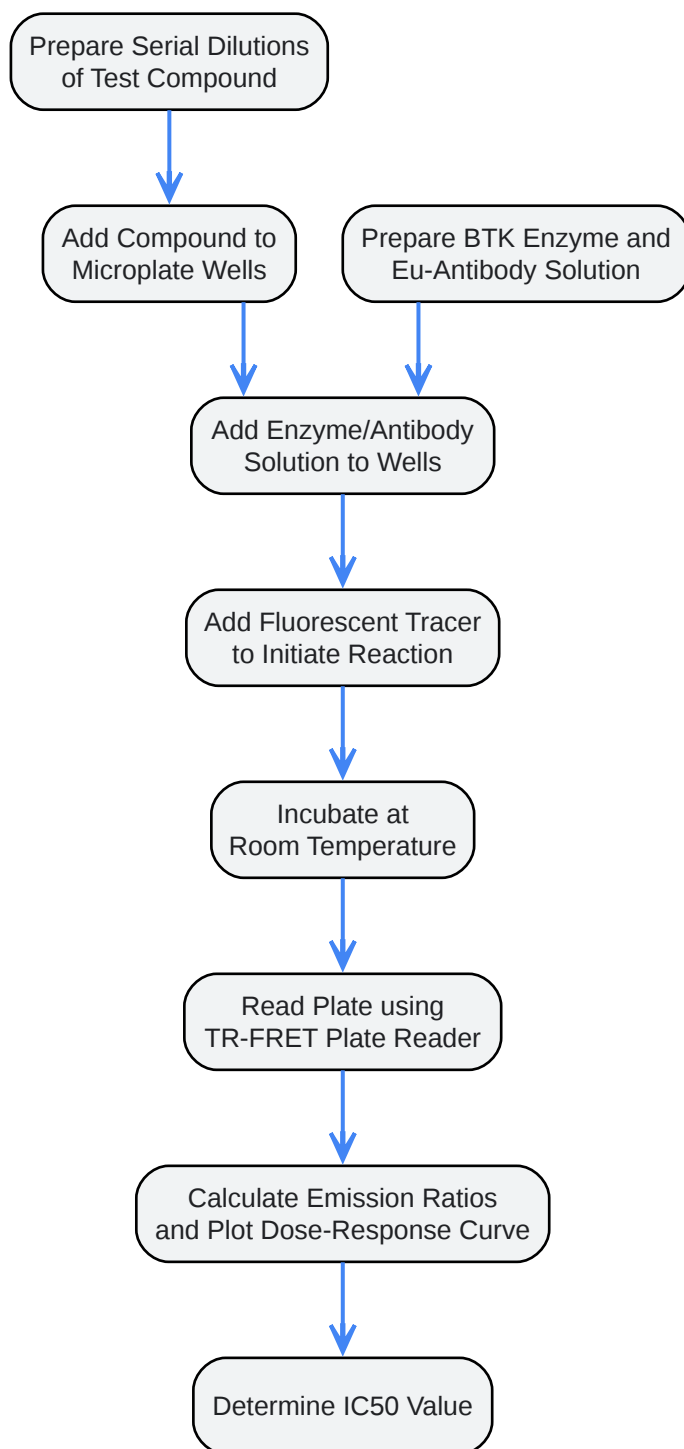 Prepare Serial Dilutions
of Test Compound
Add Compound to
Microplate Wells
Prepare BTK Enzyme and
Eu-Antibody Solution
Add Enzyme/Antibody
Solution to Wells
Add Fluorescent Tracer
to Initiate Reaction
Incubate at
Room Temperature
Read Plate using
TR-FRET Plate Reader
Calculate Emission Ratios
and Plot Dose-Response Curve
Determine IC50 Value